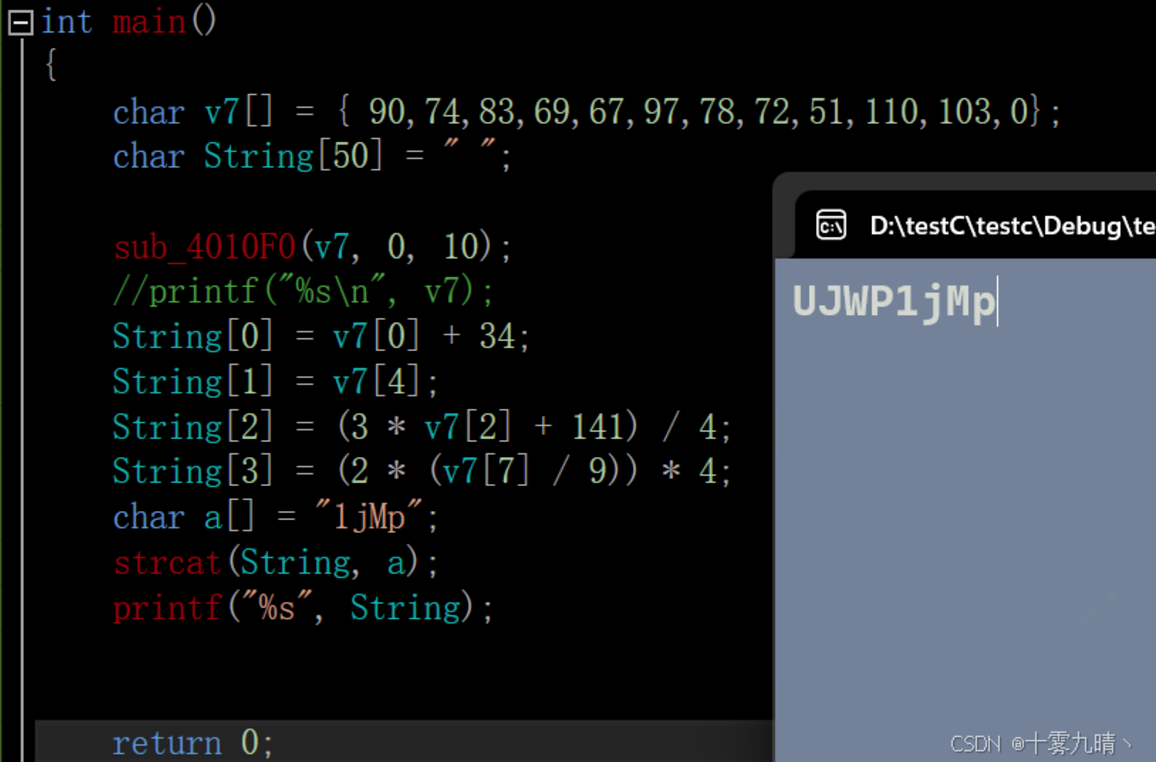 int main()
{
char v7[] = { 90,74,83,69,67,97,78,72,51,110,103,0};
char String[50] = " ";
sub_4010F0(v7, 0, 10);
//printf("%s\n", v7);
String[0] = v7[0] + 34;
String[1] = v7[4];
String[2] = (3 * v7[2] + 141) / 4;
String[3] = (2 * (v7[7] / 9)) * 4;
char a[] = "1jMp";
strcat(String, a);
printf("%s", String);
return 0;
D:\testC\testc\Debug\te
UJWP1jMp
CSDN @十雾九晴丶